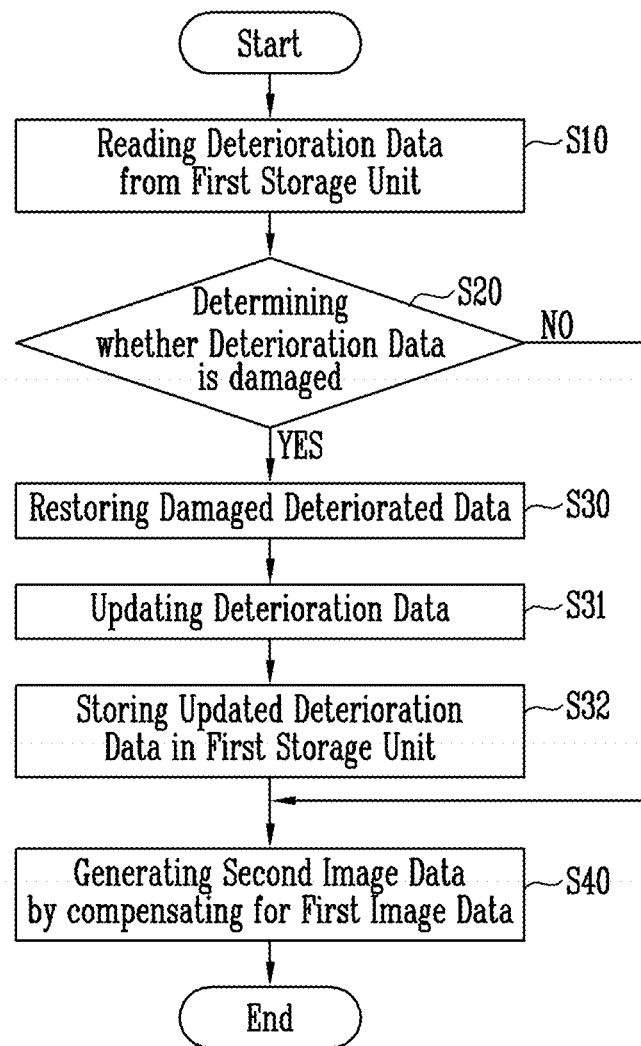 Start
Reading Deterioration Data
from First Storage Unit
S10
Determining
whether Deterioration Data
is damaged
S20
NO
YES
Restoring Damaged Deteriorated Data
S30
Updating Deterioration Data
S31
Storing Updated Deterioration
Data in First Storage Unit
S32
Generating Second Image Data
by compensating for First Image Data
S40
End